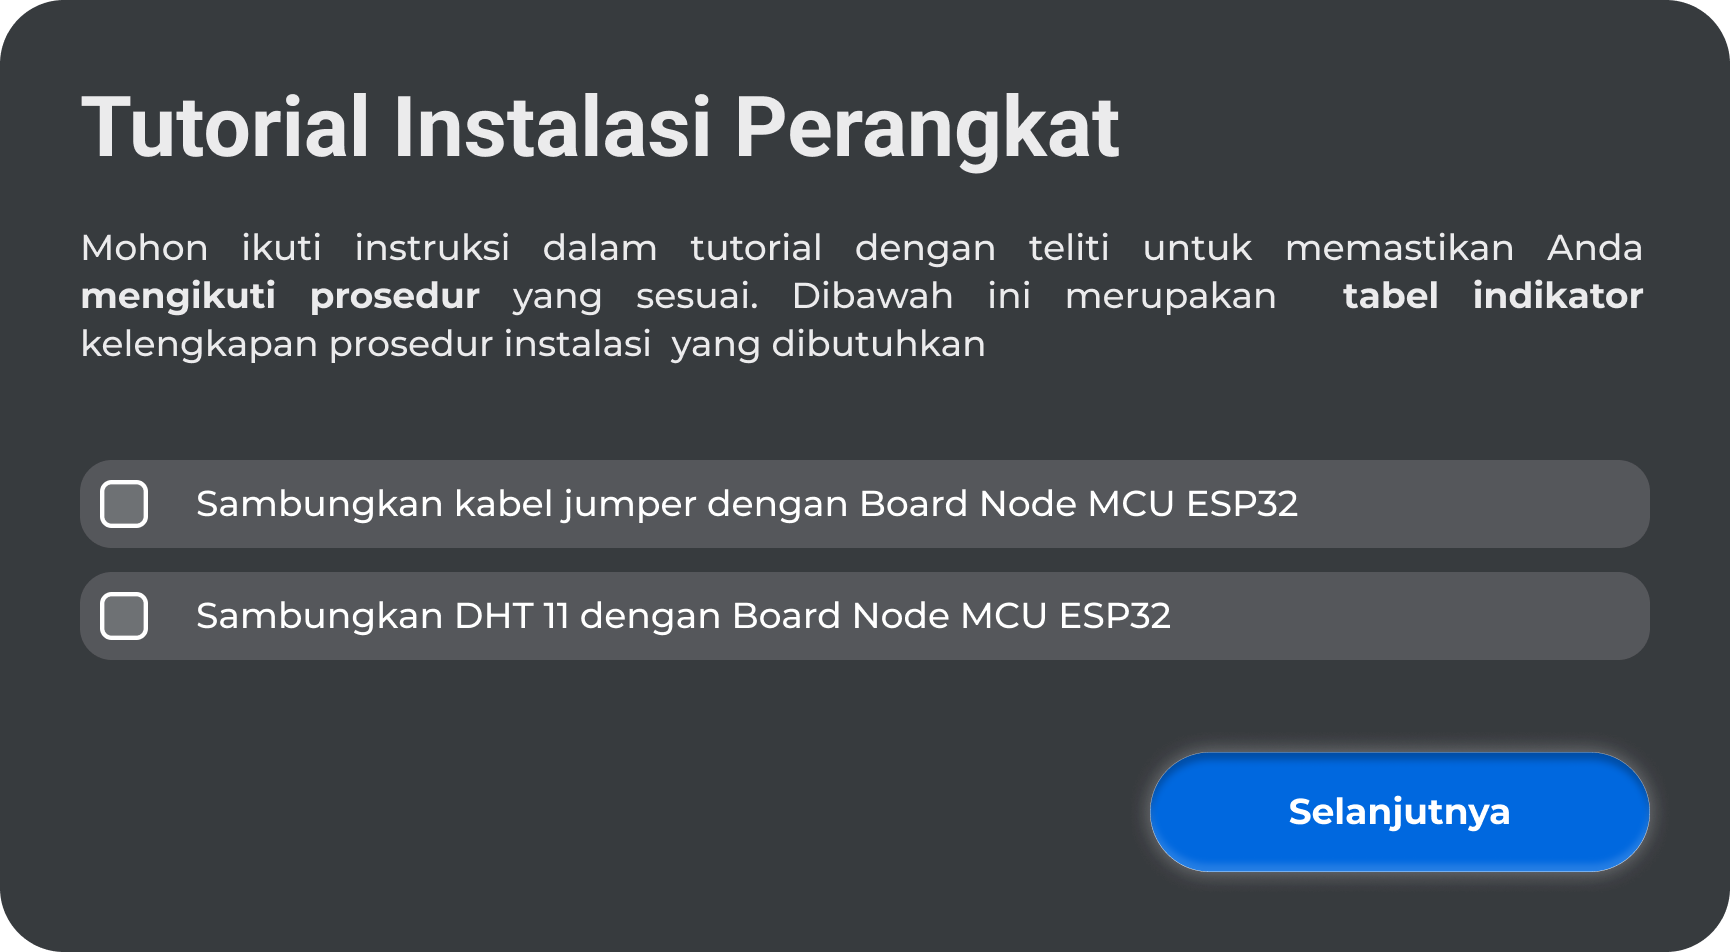 Tutorial Instalasi Perangkat
Mohon ikuti instruksi dalam tutorial dengan teliti untuk memastikan Anda
mengikuti prosedur yang sesuai. Dibawah ini merupakan tabel indikator
kelengkapan prosedur instalasi yang dibutuhkan
Sambungkan kabel jumper dengan Board Node MCU ESP32
Sambungkan DHT 11 dengan Board Node MCU ESP32
Selanjutnya